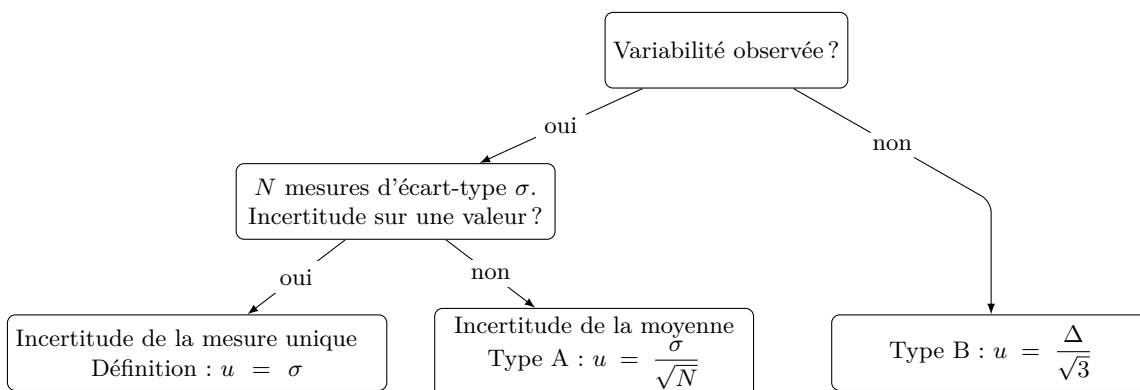 Variabilité observée ?
oui
non
N mesures d'écart-type σ.
Incertitude sur une valeur ?
oui
non
Incertitude de la mesure unique
Définition : u = σ
Incertitude de la moyenne
Type A : u = σ/√N
Type B : u = Δ/√3